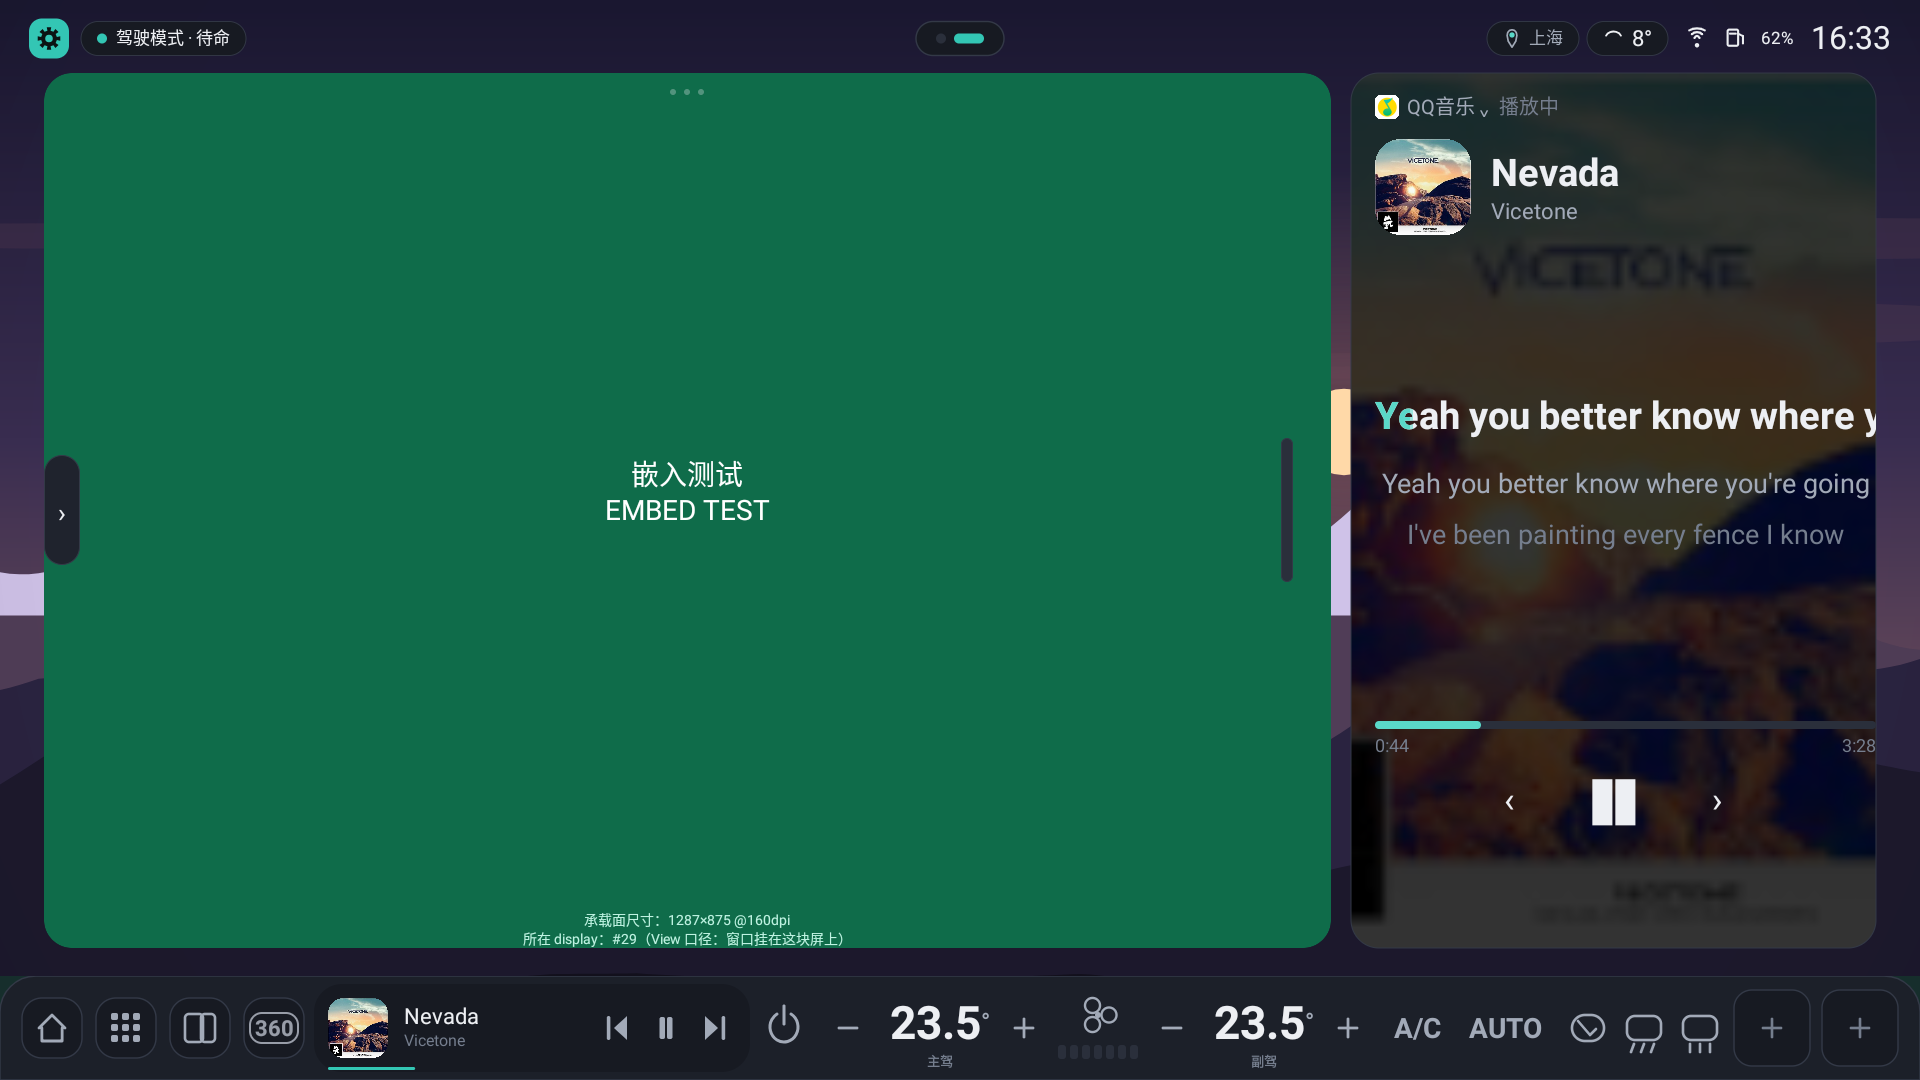 驾驶模式 · 待命
上海
8°
62%
16:33
QQ音乐
播放中
VICETONE
Nevada
Vicetone
VICETONE
Yeah you better know where y
Yeah you better know where you're going
I've been painting every fence I know
0:44
3:28
嵌入测试
EMBED TEST
承载面尺寸：1287×875 @160dpi
所在 display：#29（View 口径：窗口挂在这块屏上）
360
Nevada
Vicetone
23.5°
主驾
23.5°
副驾
A/C
AUTO